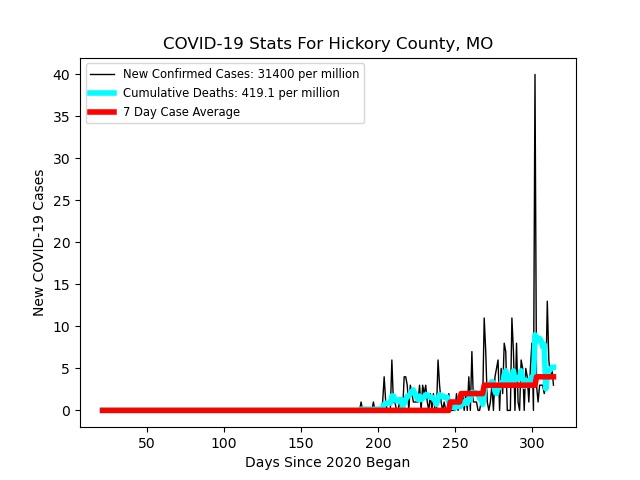 COVID-19 Stats For Hickory County, MO
New Confirmed Cases: 31400 per million
Cumulative Deaths: 419.1 per million
7 Day Case Average
New COVID-19 Cases
40
35
30
25
20
15
10
5
0
50 100 150 200 250 300
Days Since 2020 Began